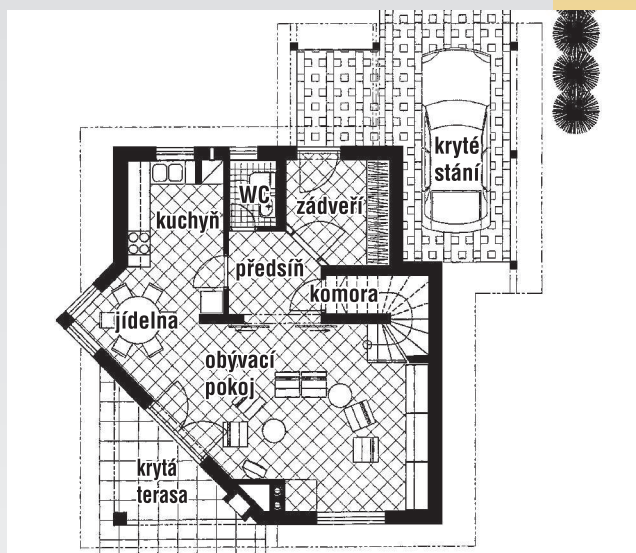 kryté
stání
WC
zádveří
kuchyň
předsíň
komora
jídelna
obývací
pokoj
krytá
terasa